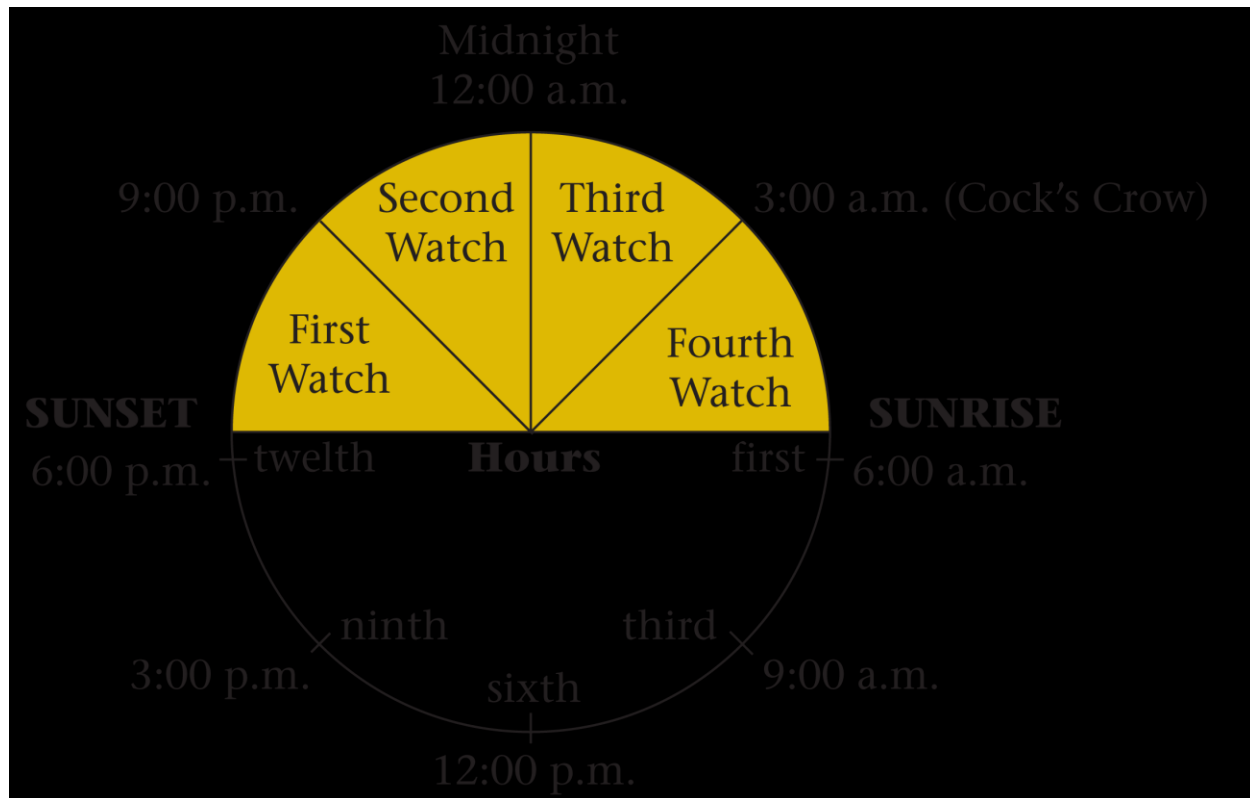 Midnight
12:00 a.m.
9:00 p.m.
Second
Watch
Third
Watch
3:00 a.m. (Cock's Crow)
First
Watch
Fourth
Watch
SUNSET
6:00 p.m.
twelth
Hours
first
SUNRISE
6:00 a.m.
ninth
third
3:00 p.m.
sixth
9:00 a.m.
12:00 p.m.